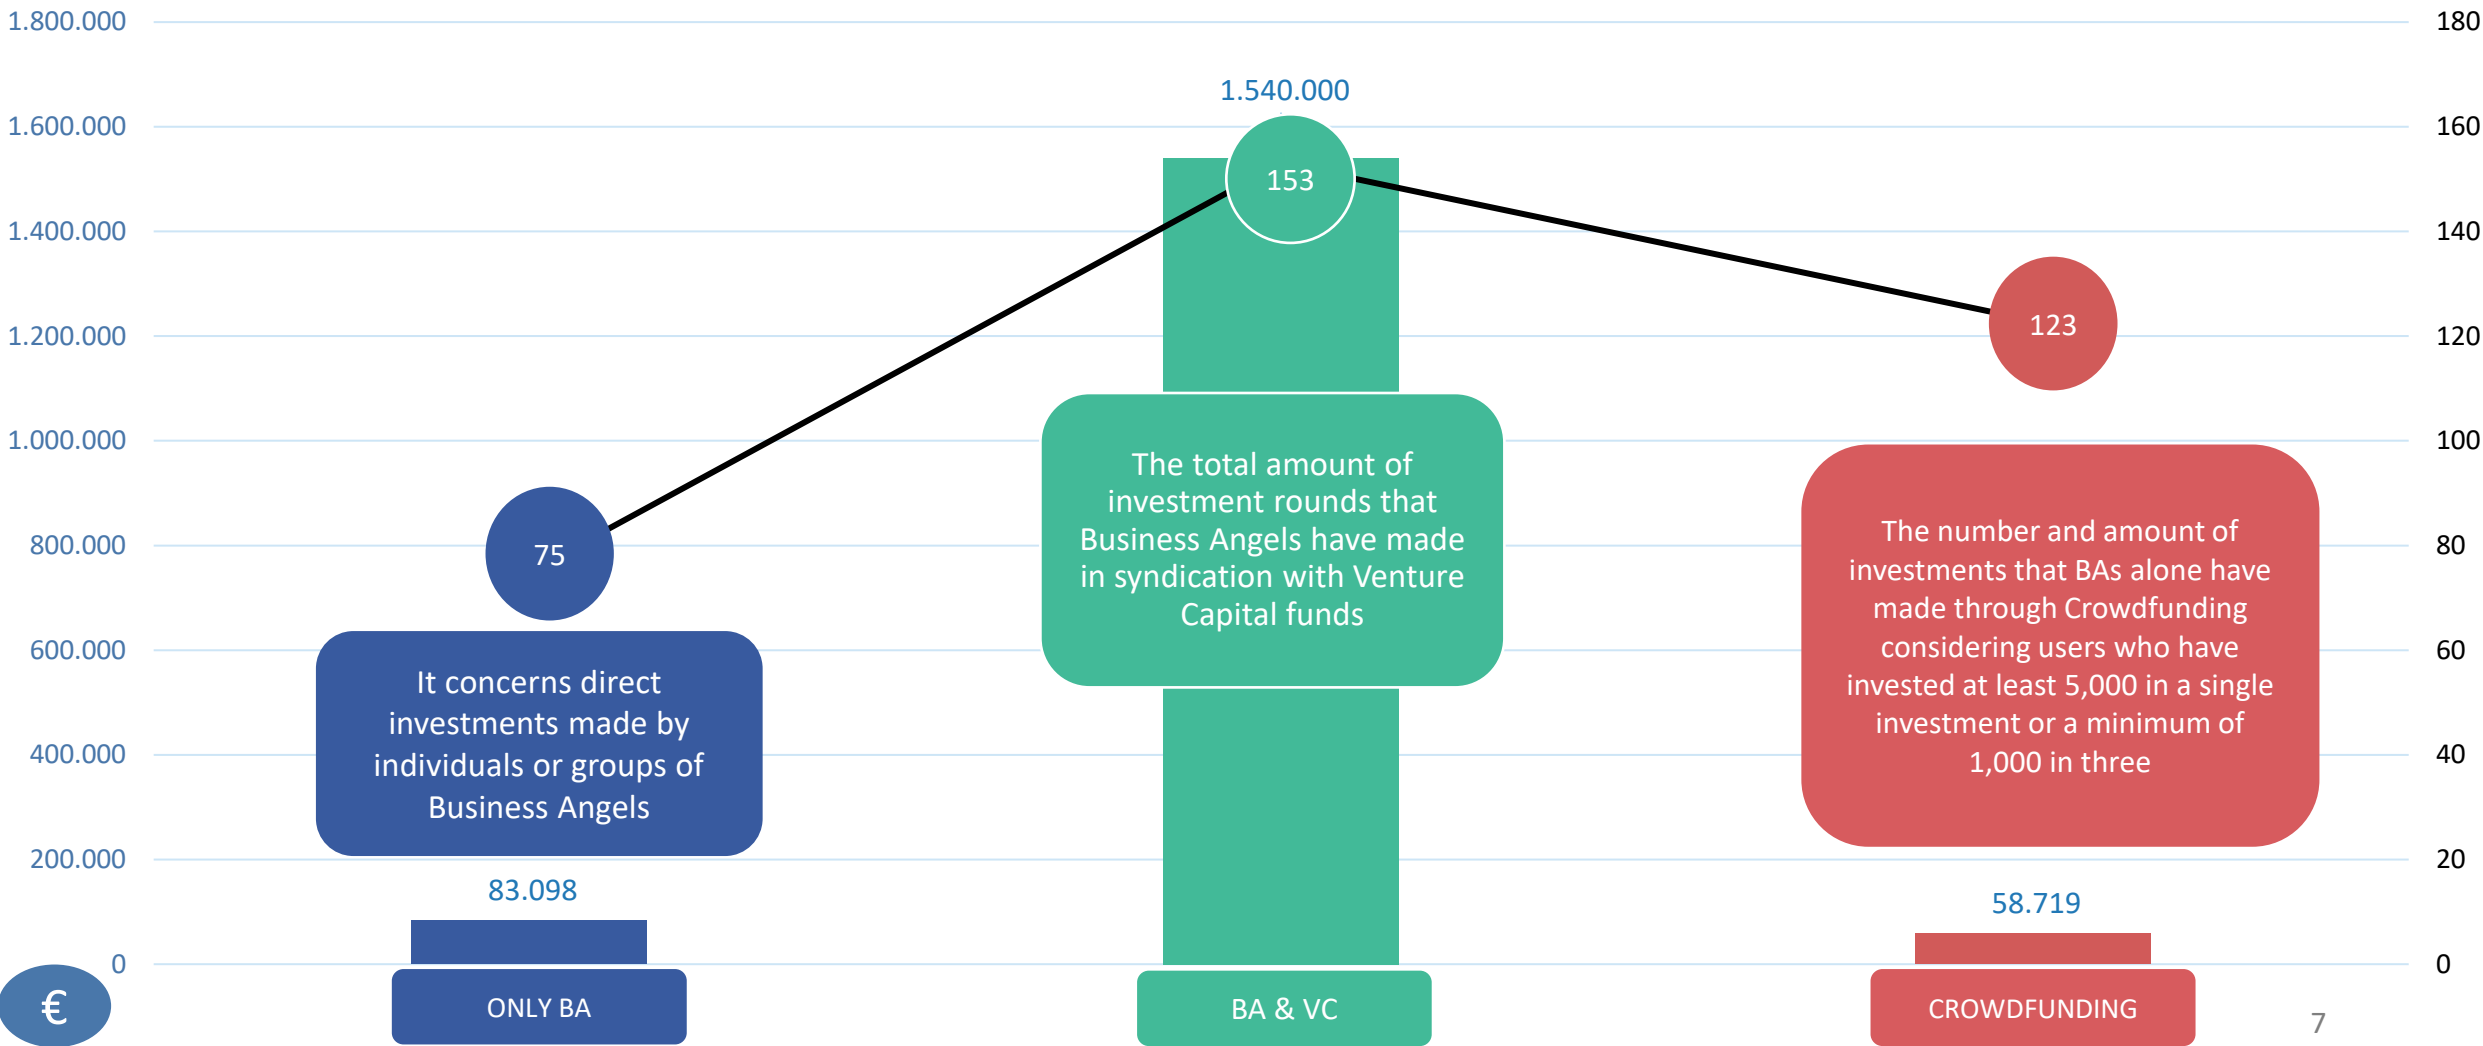 1.800.000
1.600.000
1.400.000
1.200.000
1.000.000
800.000
600.000
400.000
200.000
0
180
160
140
120
100
80
60
40
20
0
75
It concerns direct
investments made by
individuals or groups of
Business Angels
83.098
ONLY BA
1.540.000
153
The total amount of
investment rounds that
Business Angels have made
in syndication with Venture
Capital funds
BA & VC
123
The number and amount of
investments that BAs alone have
made through Crowdfunding
considering users who have
invested at least 5,000 in a single
investment or a minimum of
1,000 in three
58.719
CROWDFUNDING
€
7